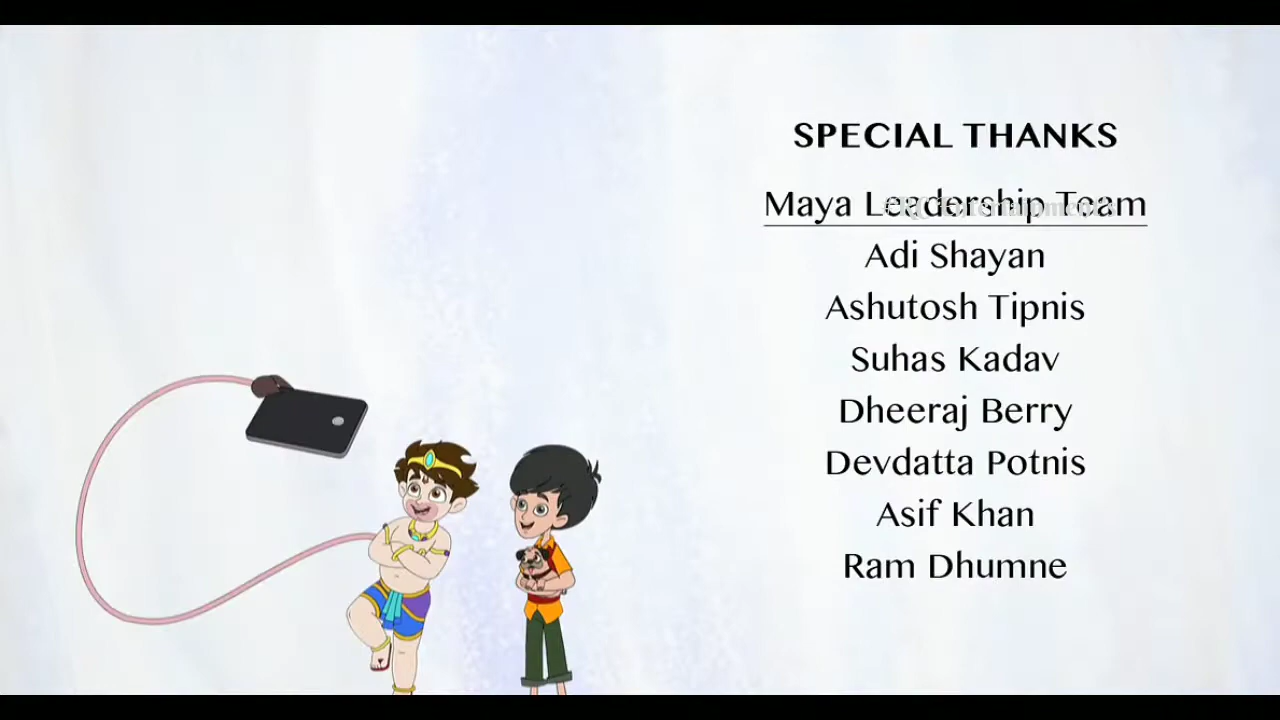 SPECIAL THANKS
Maya Leadership Team
Adi Shayan
Ashutosh Tipnis
Suhas Kadav
Dheeraj Berry
Devdatta Potnis
Asif Khan
Ram Dhumne